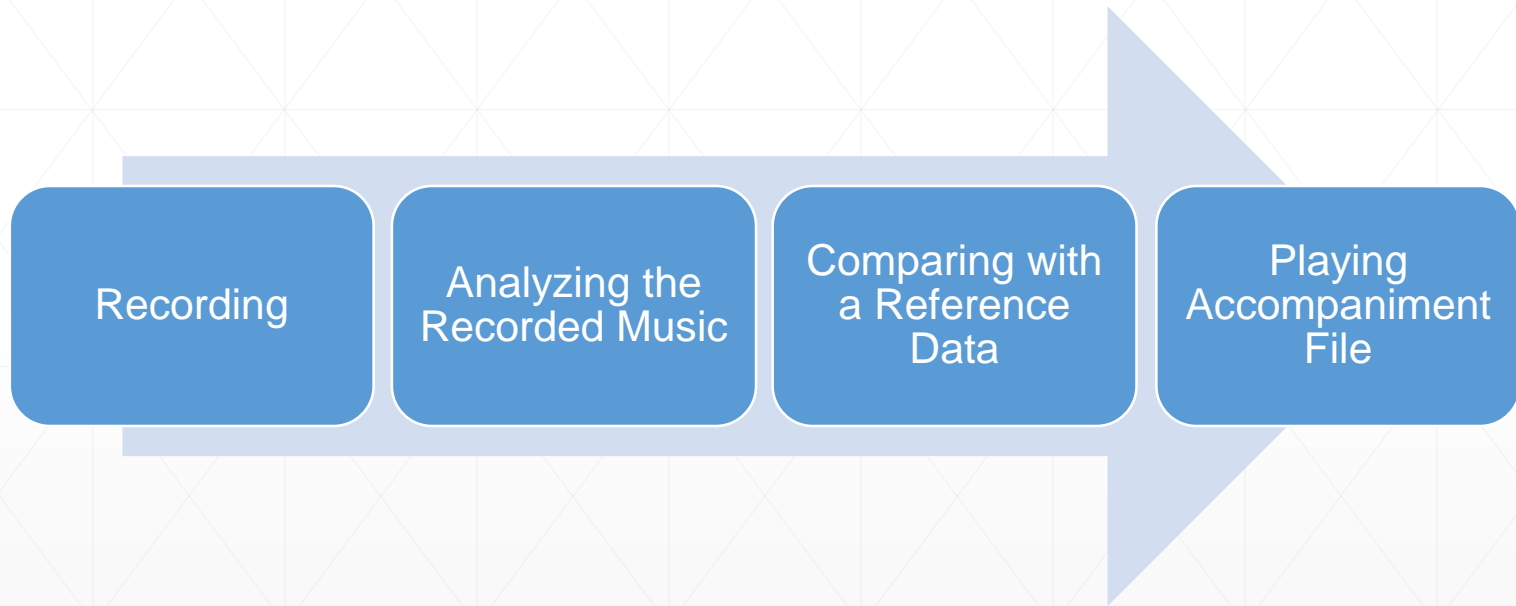 Recording
Analyzing the
Recorded Music
Comparing with
a Reference
Data
Playing
Accompaniment
File